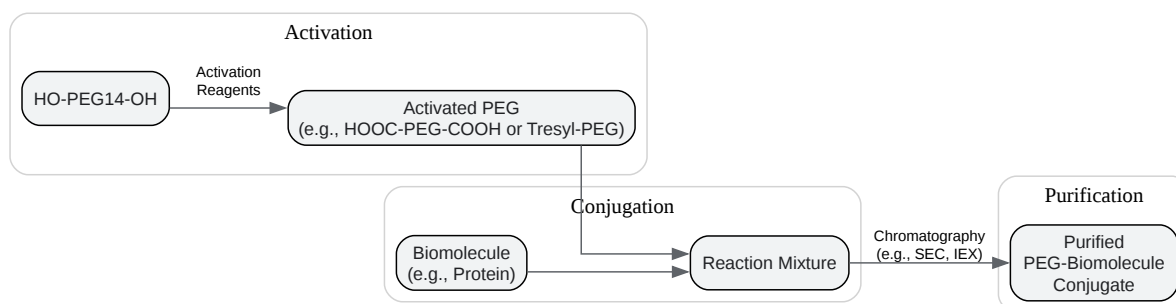 Activation
HO-PEG14-OH
Activation
Reagents
Activated PEG
(e.g., HOOC-PEG-COOH or Tresyl-PEG)
Conjugation
Biomolecule
(e.g., Protein)
Reaction Mixture
Chromatography
(e.g., SEC, IEX)
Purification
Purified
PEG-Biomolecule
Conjugate